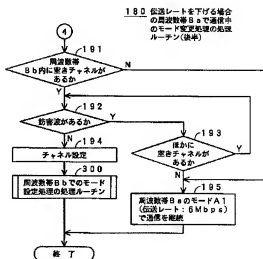 180 伝送レートを下げる場合
の周波数帯Baで通信中
のモード変更処理の処理
ルーチン(後半)
4
191
周波数帯
Bb内に空きチャネルが
あるか
N
Y
192
妨害波があるか
Y
N
193
ほかに
空きチャネルが
あるか
Y
N
194
チャネル設定
300
周波数帯Bbでのモード
設定処理の処理ルーチン
195
周波数帯BaのモードA1
(伝送レート:6Mbps)
で通信を継続
終了